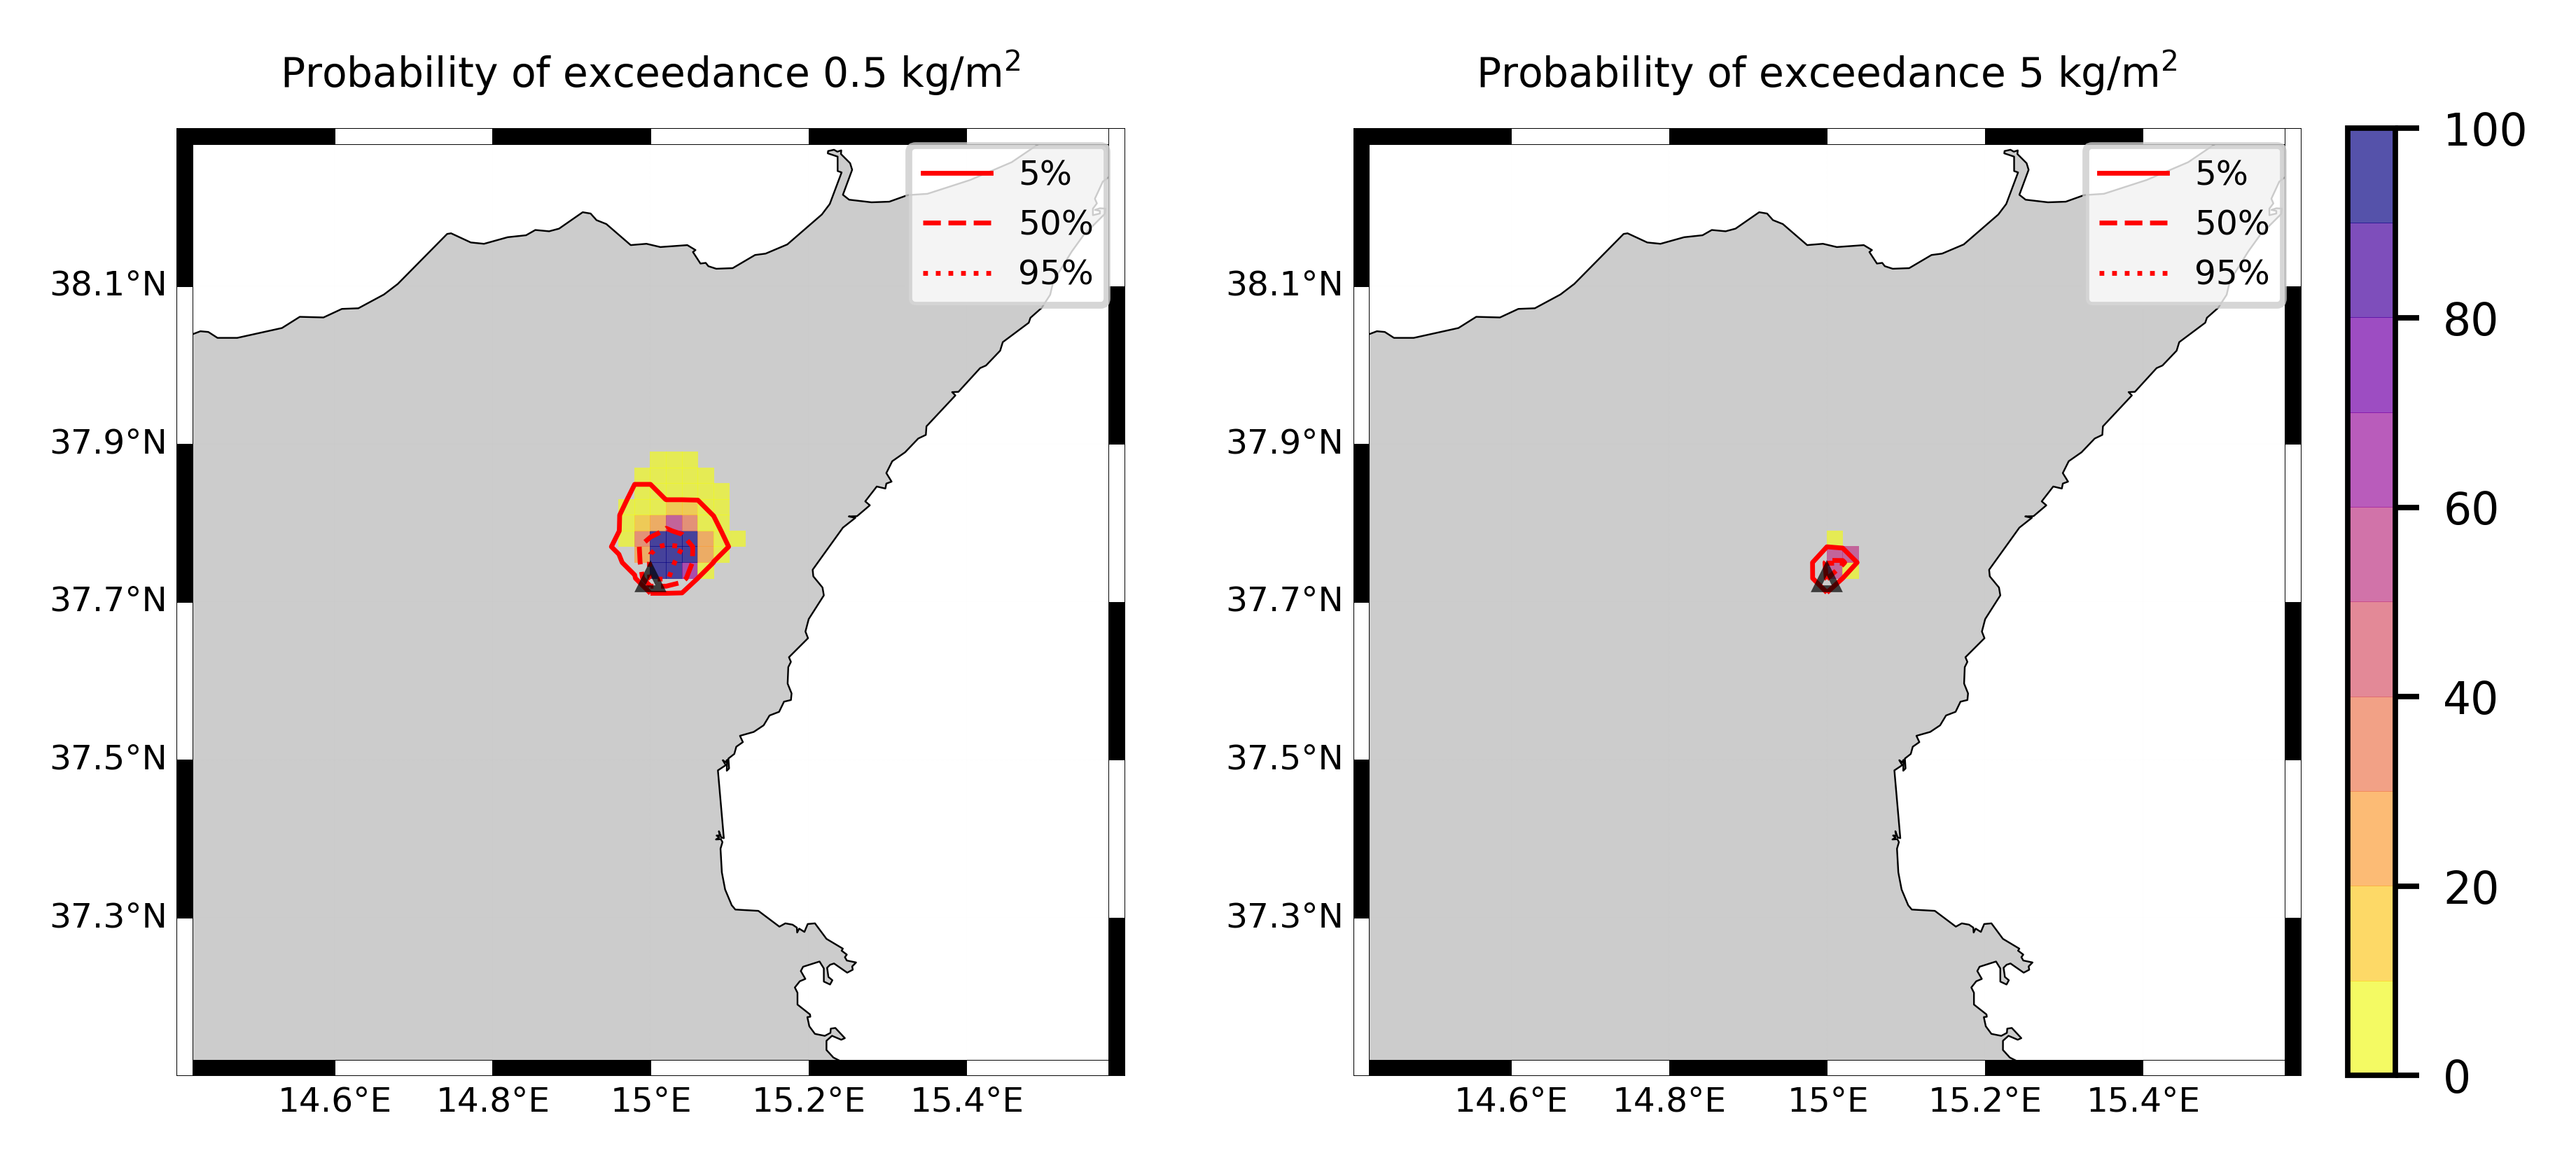 Probability of exceedance 0.5 kg/m²
5%
50%
95%
38.1°N
37.9°N
37.7°N
37.5°N
37.3°N
14.6°E 14.8°E 15°E 15.2°E 15.4°E
Probability of exceedance 5 kg/m²
5%
50%
95%
38.1°N
37.9°N
37.7°N
37.5°N
37.3°N
14.6°E 14.8°E 15°E 15.2°E 15.4°E
100
80
60
40
20
0